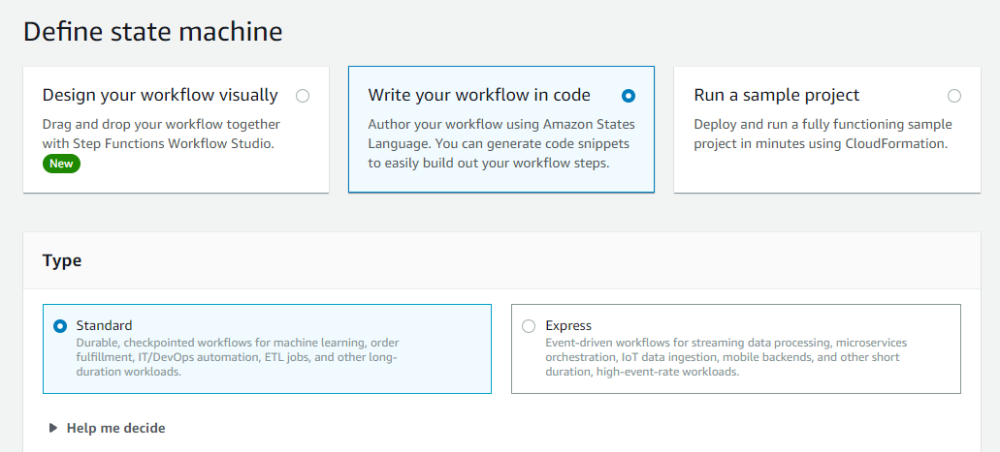 Define state machine
Design your workflow visually
Drag and drop your workflow together
with Step Functions Workflow Studio.
New
Write your workflow in code
Author your workflow using Amazon States
Language. You can generate code snippets
to easily build out your workflow steps.
Run a sample project
Deploy and run a fully functioning sample
project in minutes using CloudFormation.
Type
Standard
Durable, checkpointed workflows for machine learning, order
fulfillment, IT/DevOps automation, ETL jobs, and other long-
duration workloads.
Express
Event-driven workflows for streaming data processing, microservices
orchestration, IoT data ingestion, mobile backends, and other short
duration, high-event-rate workloads.
Help me decide